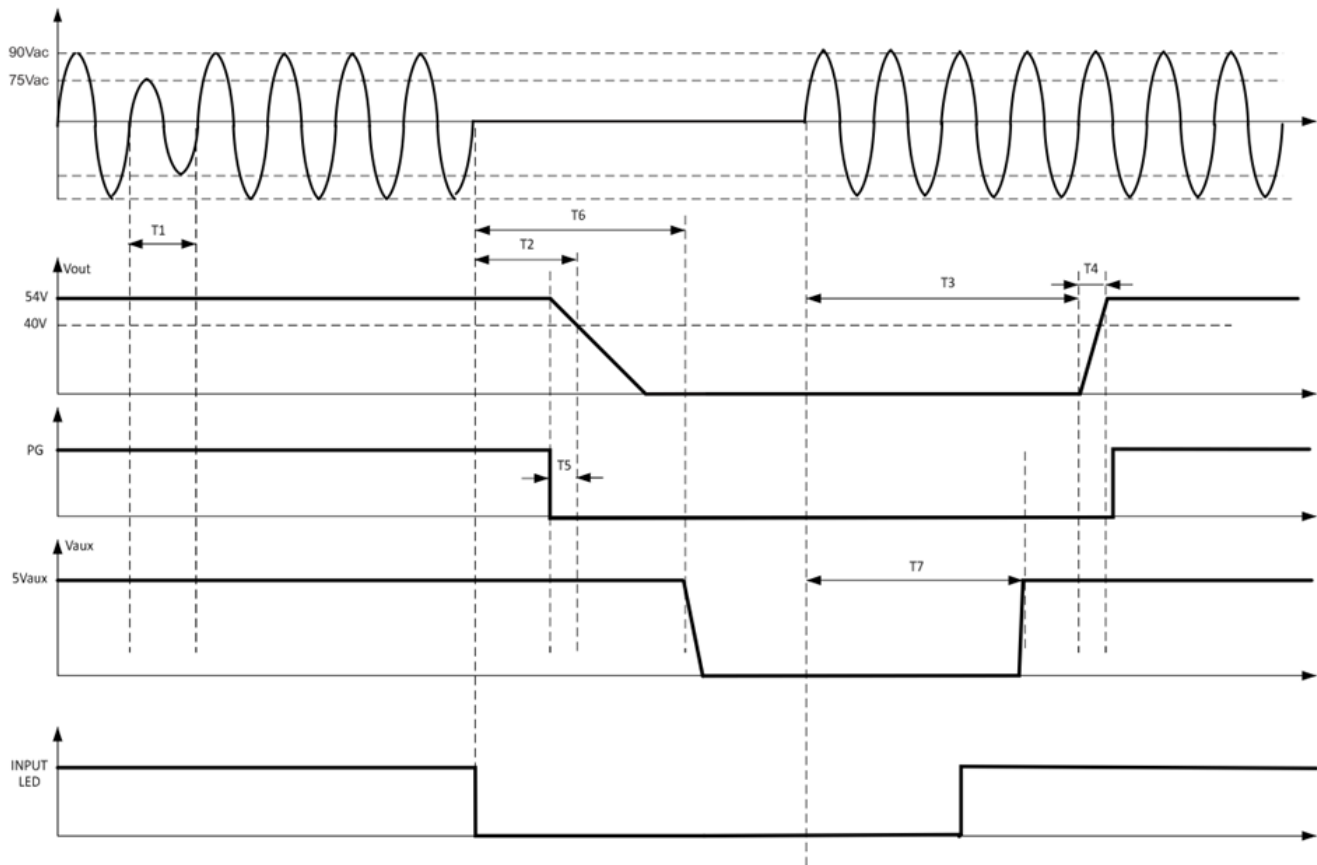 90Vac
75Vac
T1
T6
T2
Vout
54V
40V
T3
T4
PG
T5
Vaux
5Vaux
T7
INPUT
LED